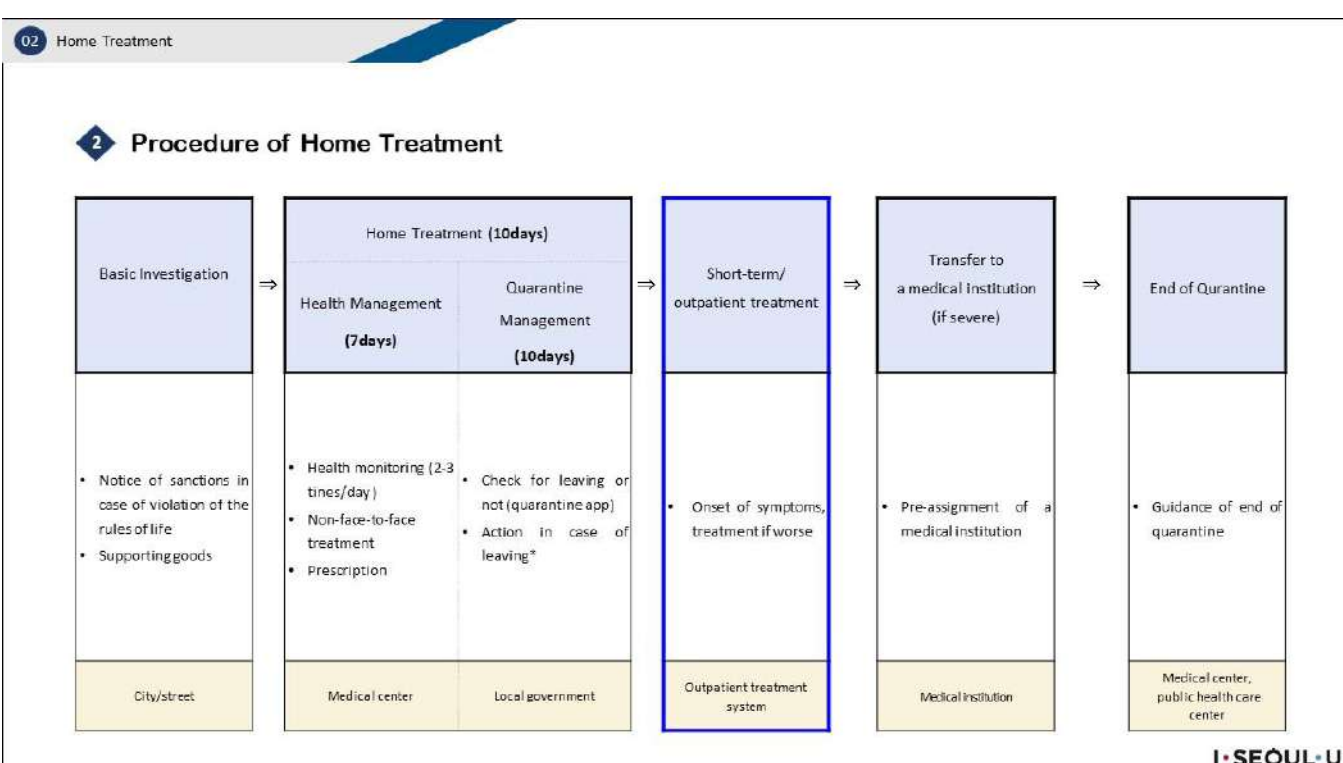 02 Home Treatment
2 Procedure of Home Treatment
Basic Investigation
⇒
Home Treatment (10days)
Health Management
(7days)
Quarantine
Management
(10days)
⇒
Short-term/
outpatient treatment
⇒
Transfer to
a medical institution
(if severe)
⇒
End of Qurantine
• Notice of sanctions in
case of violation of the
rules of life
• Supporting goods
• Health monitoring (2-3
tines/day)
• Non-face-to-face
treatment
• Prescription
• Check for leaving or
not (quarantine app)
• Action in case of
leaving*
• Onset of symptoms,
treatment if worse
• Pre-assignment of a
medical institution
• Guidance of end of
quarantine
City/street
Medical center
Local government
Outpatient treatment
system
Medical institution
Medical center,
public health care
center
I·SEOUL·U